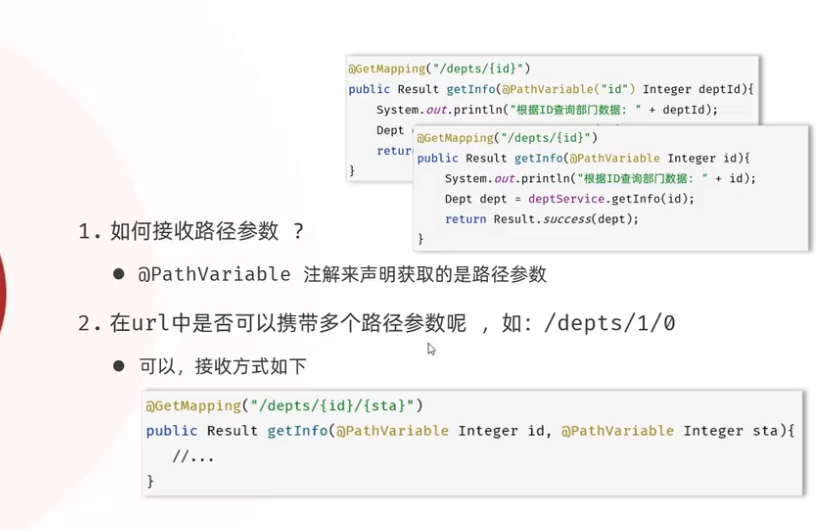 @GetMapping("/depts/{id}")
public Result getInfo(@PathVariable("id") Integer deptId){
System.out.println("根据ID查询部门数据: " + deptId);
Dept
retur
}
@GetMapping("/depts/{id}")
public Result getInfo(@PathVariable Integer id){
System.out.println("根据ID查询部门数据: " + id);
Dept dept = deptService.getInfo(id);
return Result.success(dept);
}
1. 如何接收路径参数 ?
● @PathVariable 注解来声明获取的是路径参数
2. 在url中是否可以携带多个路径参数呢 ，如: /depts/1/0
● 可以，接收方式如下
@GetMapping("/depts/{id}/{sta}")
public Result getInfo(@PathVariable Integer id, @PathVariable Integer sta){
//...
}